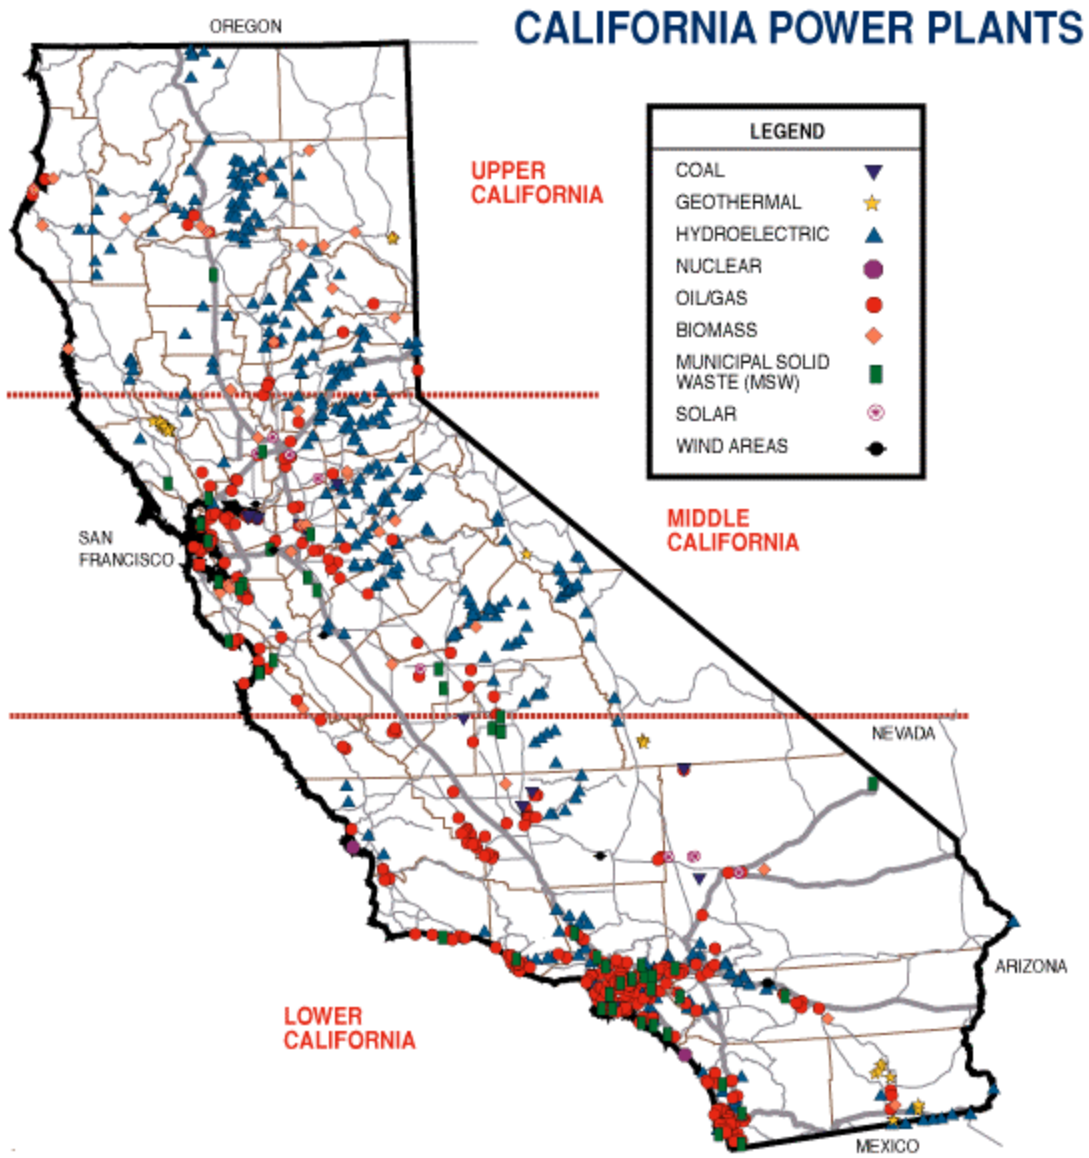 OREGON
CALIFORNIA POWER PLANTS
LEGEND
COAL
GEOTHERMAL
HYDROELECTRIC
NUCLEAR
OIL/GAS
BIOMASS
MUNICIPAL SOLID
WASTE (MSW)
SOLAR
WIND AREAS
UPPER
CALIFORNIA
MIDDLE
CALIFORNIA
SAN
FRANCISCO
NEVADA
ARIZONA
LOWER
CALIFORNIA
MEXICO